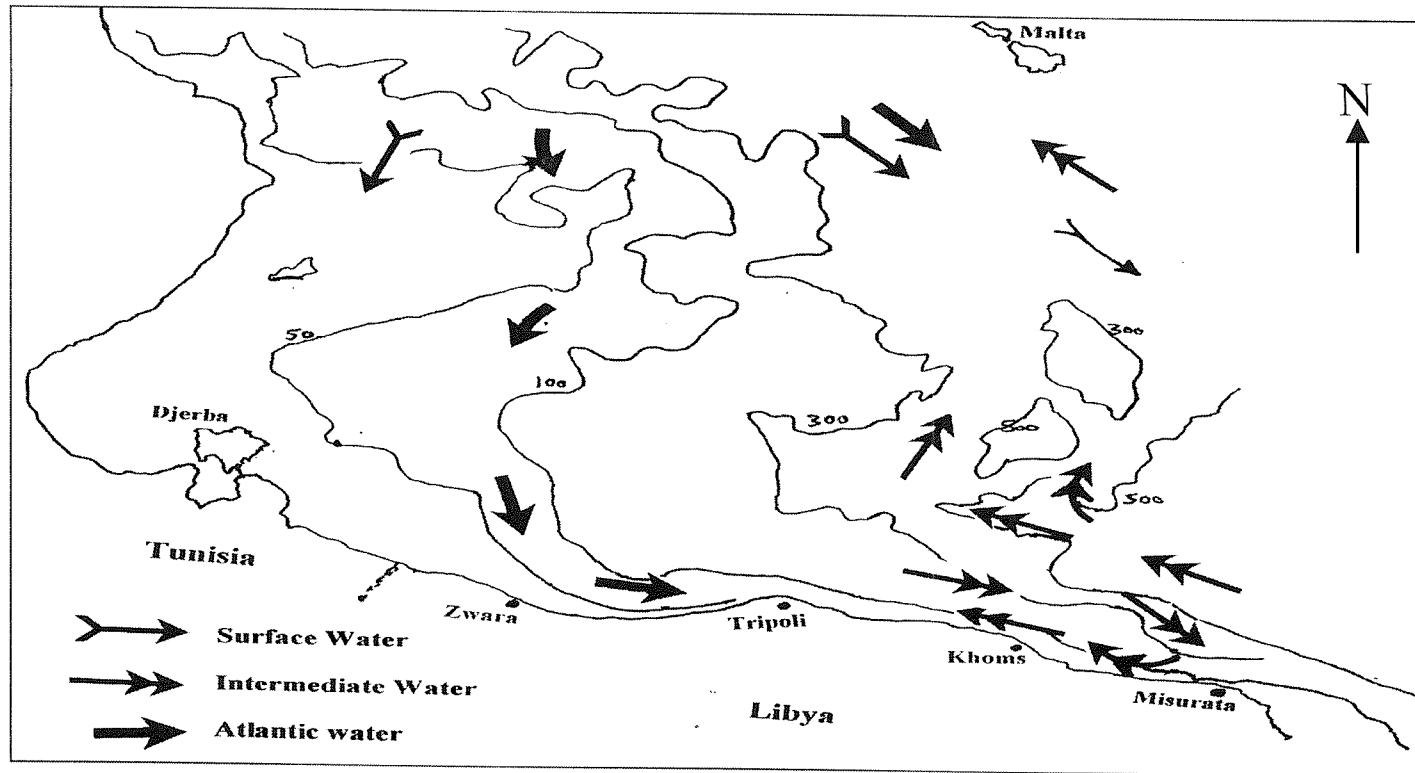 Malta
N
50
300
100
Djerba
300
500
Tunisia
Zwara
Tripoli
Khoms
Misurata
Libya
Surface Water
Intermediate Water
Atlantic water